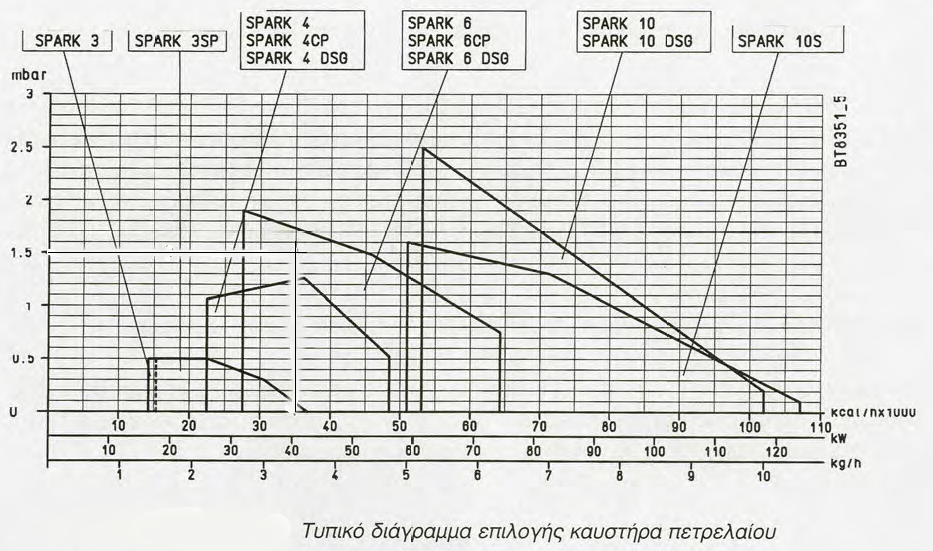 SPARK 3
SPARK 3SP
SPARK 4
SPARK 4CP
SPARK 4 DSG
SPARK 6
SPARK 6CP
SPARK 6 DSG
SPARK 10
SPARK 10 DSG
SPARK 10S
mbar
3
2.5
2
1.5
1
0.5
0
BT8351_5
10 20 30 40 50 60 70 80 90 100 110 kcal/hx1000
10 20 30 40 50 60 70 80 90 100 110 120 kW
1 2 3 4 5 6 7 8 9 10 kg/h
Τυπικό διάγραμμα επιλογής καυστήρα πετρελαίου